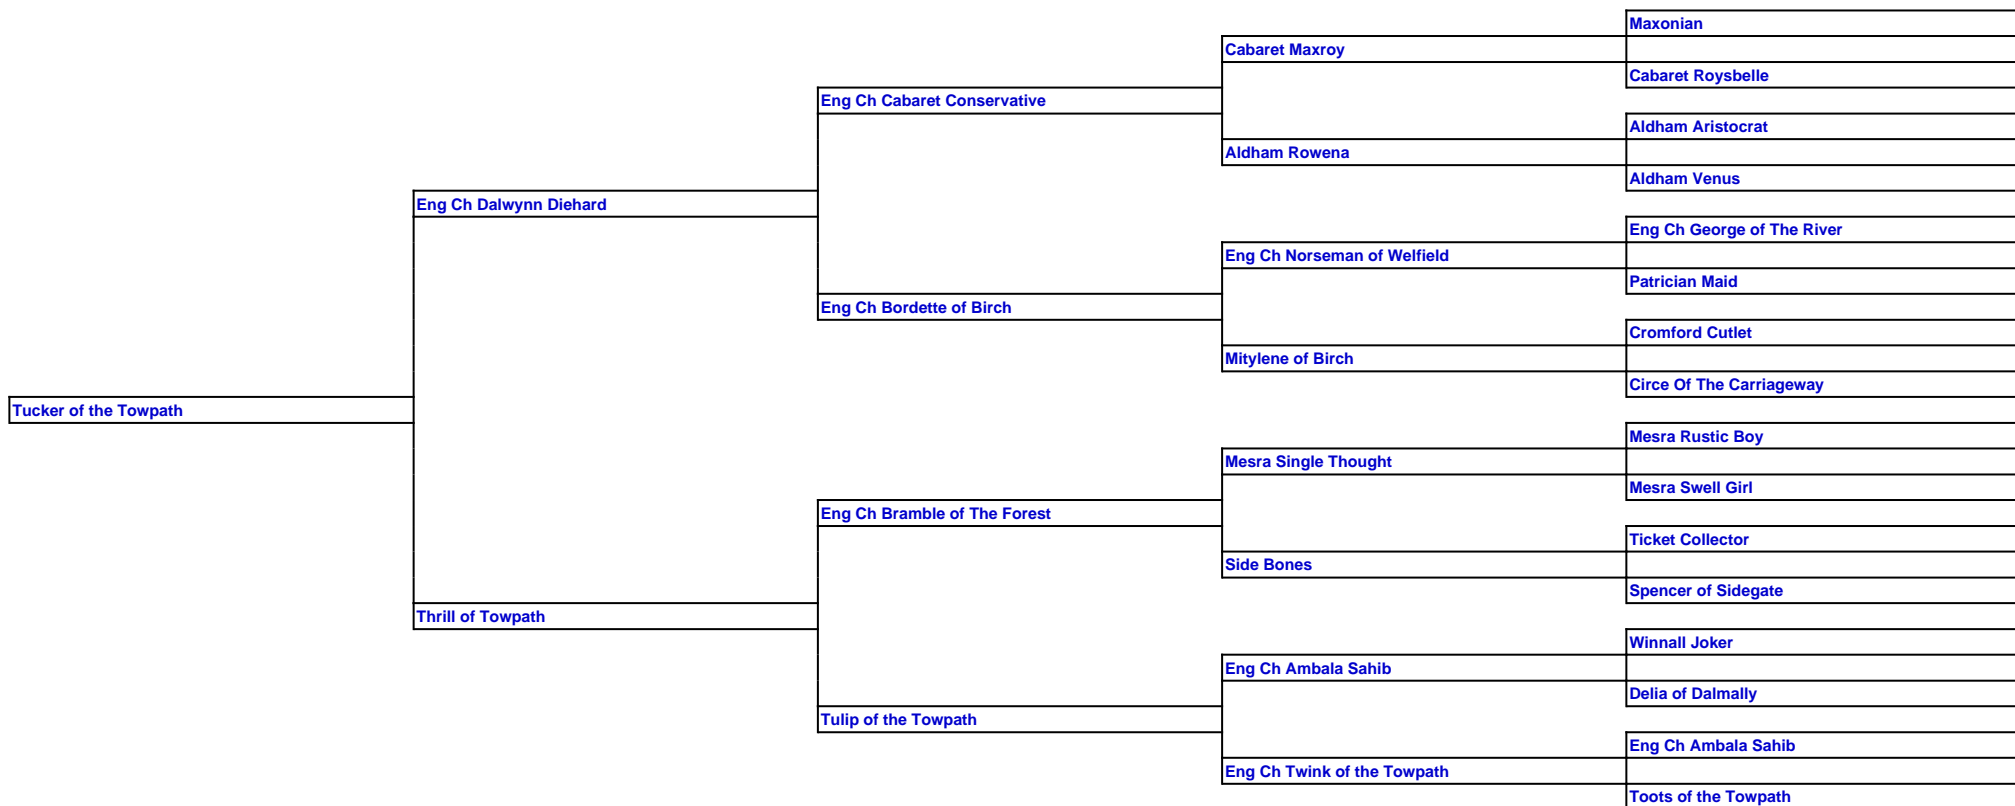 Maxonian
Cabaret Maxroy
Cabaret Roysbelle
Eng Ch Cabaret Conservative
Aldham Aristocrat
Aldham Rowena
Aldham Venus
Eng Ch Dalwynn Diehard
Eng Ch George of The River
Eng Ch Norseman of Welfield
Patrician Maid
Eng Ch Bordette of Birch
Cromford Cutlet
Mitylene of Birch
Circe Of The Carriageway
Tucker of the Towpath
Mesra Rustic Boy
Mesra Single Thought
Mesra Swell Girl
Eng Ch Bramble of The Forest
Ticket Collector
Side Bones
Spencer of Sidegate
Thrill of Towpath
Winnall Joker
Eng Ch Ambala Sahib
Delia of Dalmally
Tulip of the Towpath
Eng Ch Ambala Sahib
Eng Ch Twink of the Towpath
Toots of the Towpath